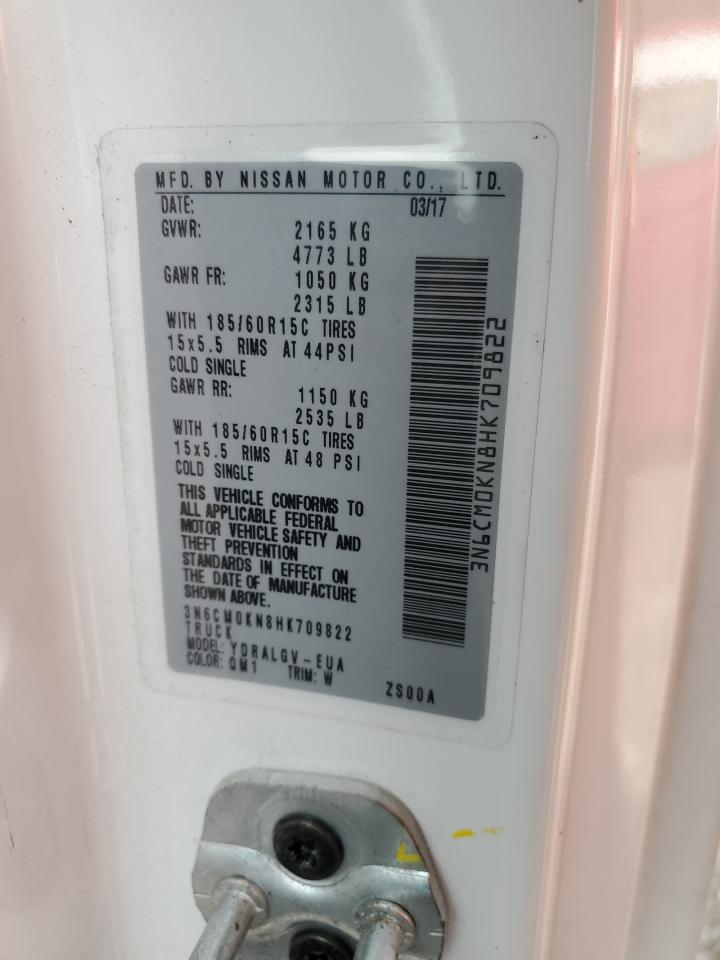 MFD. BY NISSAN MOTOR CO., LTD.
DATE: 03/17
GVWR: 2165 KG
4773 LB
GAWR FR: 1050 KG
2315 LB
WITH 185/60R15C TIRES
15x5.5 RIMS AT 44PSI
COLD SINGLE
GAWR RR: 1150 KG
2535 LB
WITH 185/60R15C TIRES
15x5.5 RIMS AT 48 PSI
COLD SINGLE
THIS VEHICLE CONFORMS TO
ALL APPLICABLE FEDERAL
MOTOR VEHICLE SAFETY AND
THEFT PREVENTION
STANDARDS IN EFFECT ON
THE DATE OF MANUFACTURE
SHOWN ABOVE.
3N6CM0KN8HK709822
TRUCK
MODEL: YDRALGV-EUA
COLOR: QM1 TRIM: W ZS00A
3N6CM0KN8HK709822